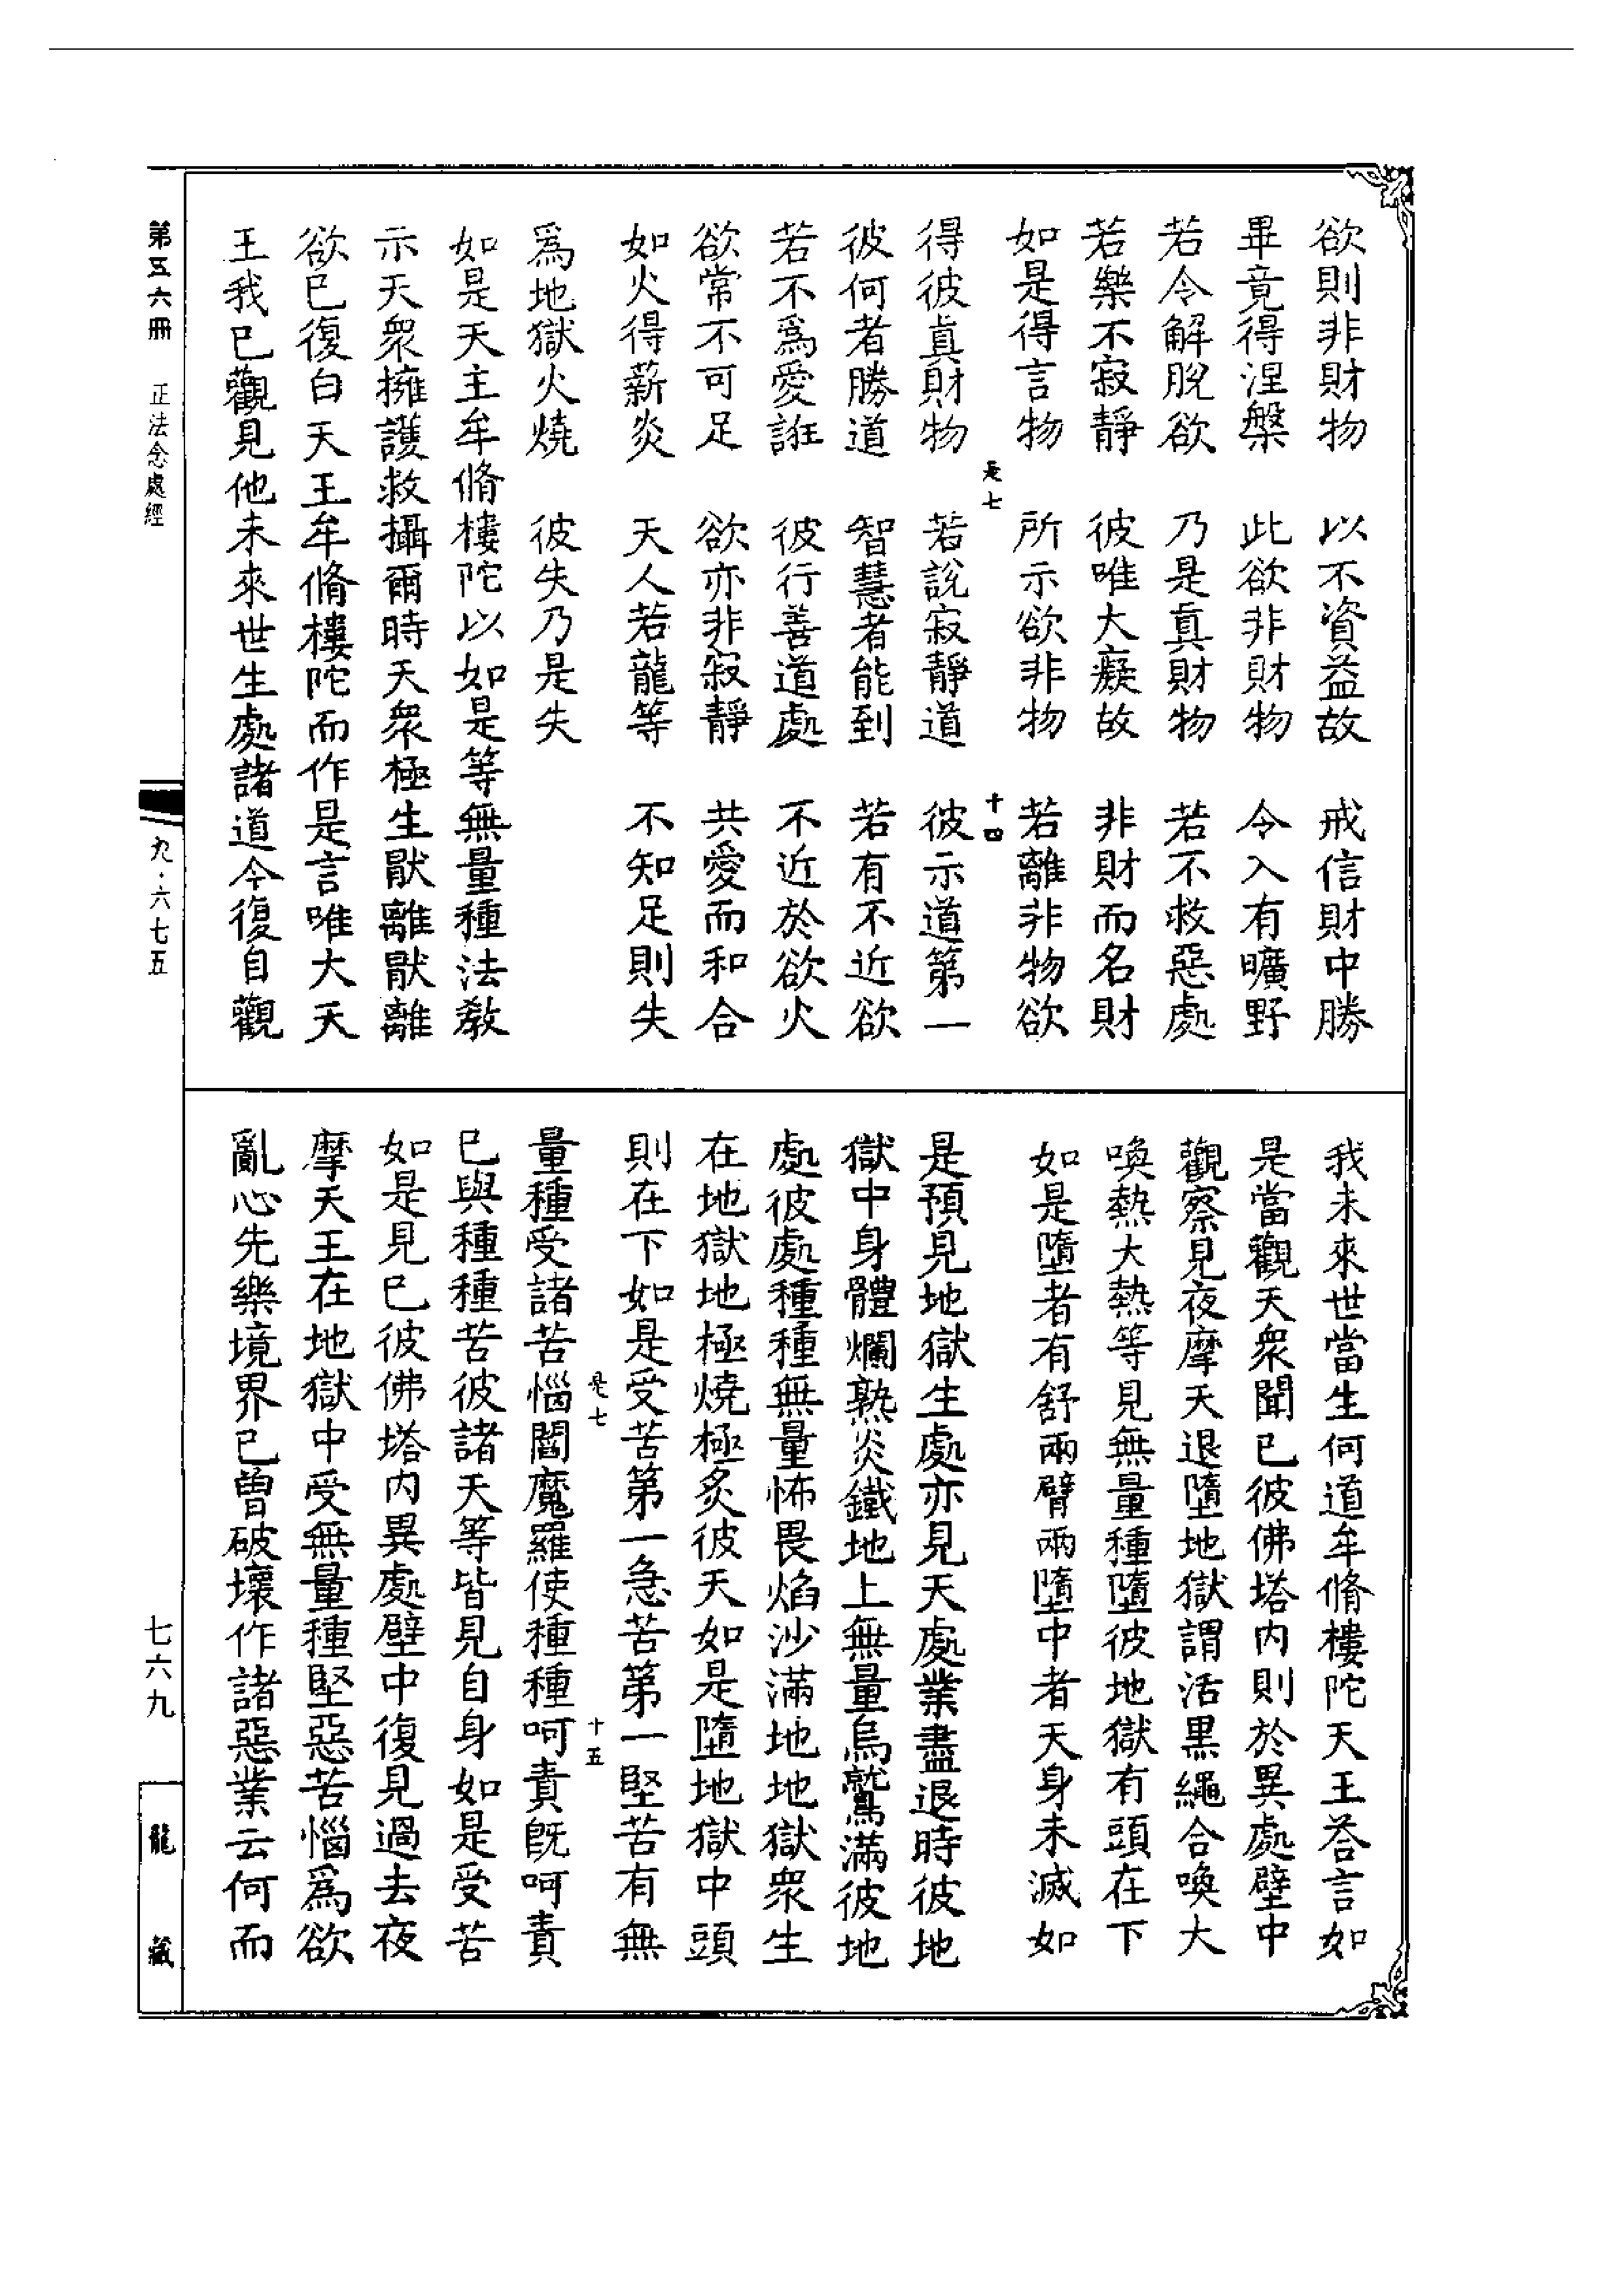 欲則非財物　以不資益故　戒信財中勝
畢竟得涅槃　此欲非財物　令入有曠野
若令解脫欲　乃是真財物　若不救惡處
若樂不寂靜　彼唯大癡故　非財而名財
如是得言物　所示欲非物　若離非物欲
是七　十四
得彼真財物　若說寂靜道　彼示道第一
彼何者勝道　智慧者能到　若有不近欲
若不爲愛誑　彼行善道處　不近於欲火
欲常不可足　欲亦非寂靜　共愛而和合
如火得薪炎　天人若龍等　不知足則失
爲地獄火燒　彼失乃是失
如是天主牟脩樓陀以如是等無量種法教
示天眾擁護救攝爾時天眾極生猒離猒離
欲已復白天王牟脩樓陀而作是言唯大天
王我已觀見他未來世生處諸道今復自觀
我未來世當生何道牟脩樓陀天王荅言如
是當觀天眾聞已彼佛塔內則於異處壁中
觀察見夜摩天退墮地獄謂活黑繩合喚大
喚熱大熱等見無量種墮彼地獄有頭在下
如是墮者有舒兩臂兩墮中者天身未滅如
是預見地獄生處亦見天處業盡退時彼地
獄中身體爛熟炎鐵地上無量烏鷲滿彼地
處彼處種種無量怖畏焰沙滿地地獄眾生
在地獄地極燒極炙彼天如是墮地獄中頭
則在下如是受苦第一急苦第一堅苦有無
是七　十五
量種受諸苦惱閻魔羅使種種呵責既呵責
已與種種苦彼諸天等皆見自身如是受苦
如是見已彼佛塔內異處壁中復見過去夜
摩天王在地獄中受無量種堅惡苦惱爲欲
亂心先樂境界已曾破壞作諸惡業云何而
第五六冊　正法念處經　九·六七五　七六九　龍藏